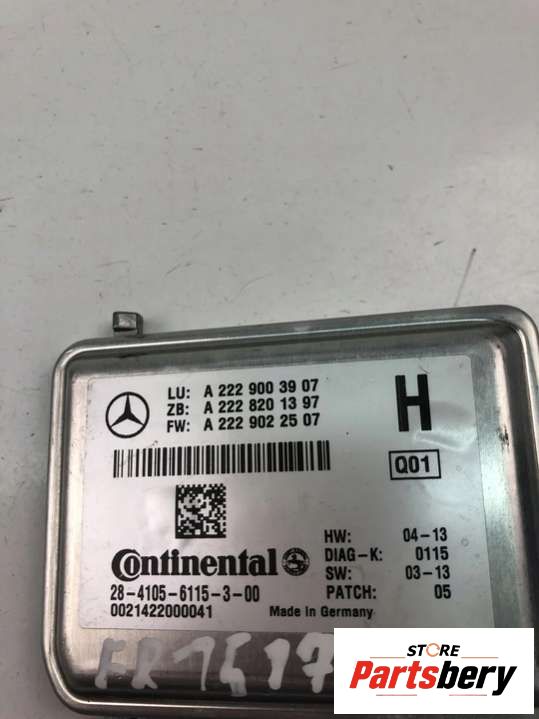 LU: A 222 900 39 07
ZB: A 222 820 13 97
FW: A 222 902 25 07
H
Q01
Continental
28-4105-6115-3-00
0021422000041
HW: 04-13
DIAG-K: 0115
SW: 03-13
PATCH: 05
Made in Germany
STORE
Partsbery